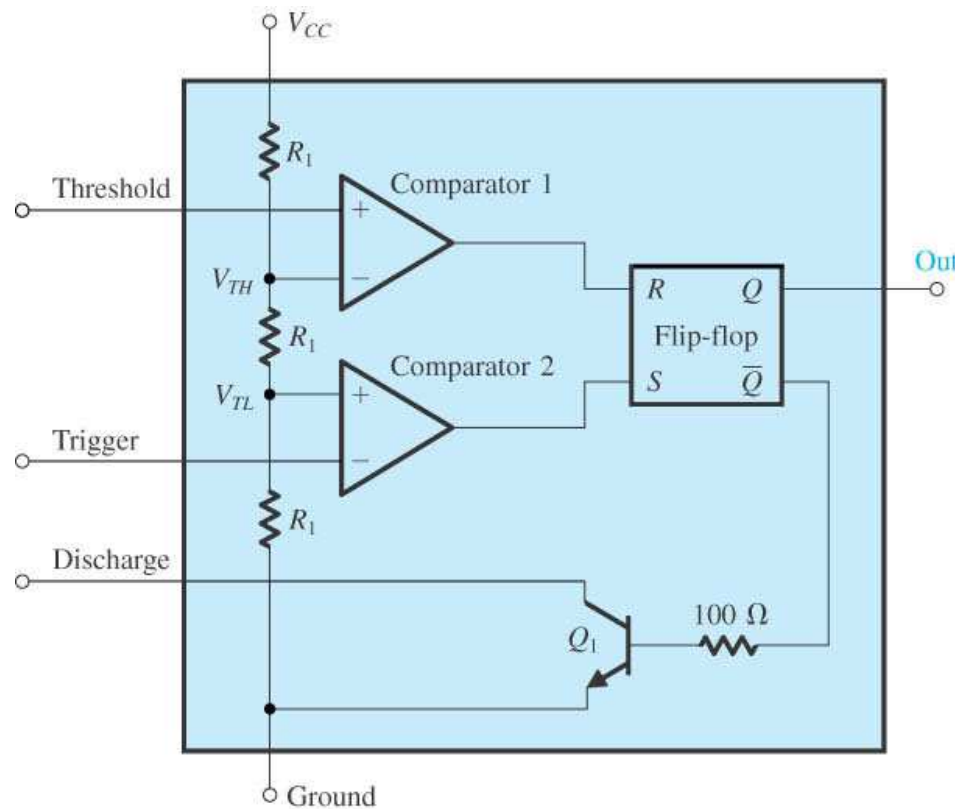 V_CC
R_1
Threshold
Comparator 1
+
−
V_TH
Out
R Q
Flip-flop
S Q̅
R_1
Comparator 2
V_TL
+
−
Trigger
R_1
Discharge
100 Ω
Q_1
Ground